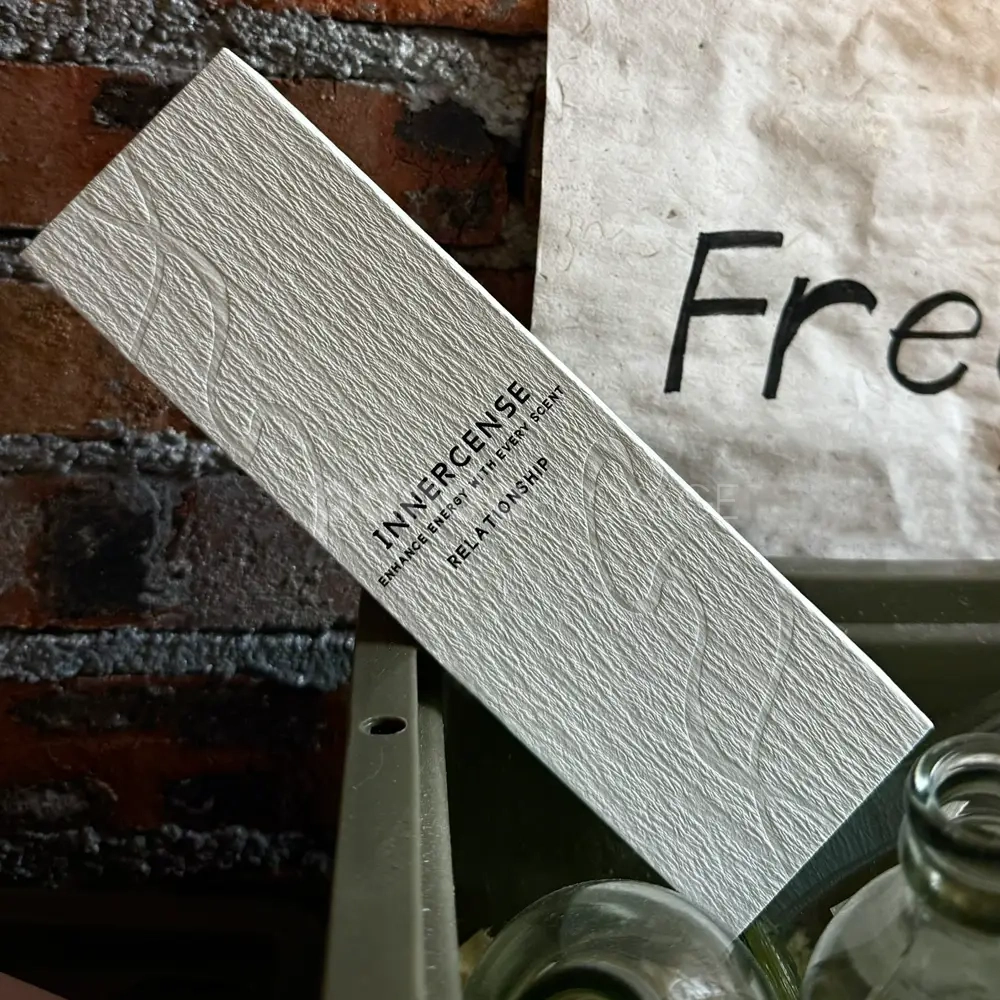 INNERCENSE
ENHANCE ENERGY WITH EVERY SCENT
RELATIONSHIP
Fre